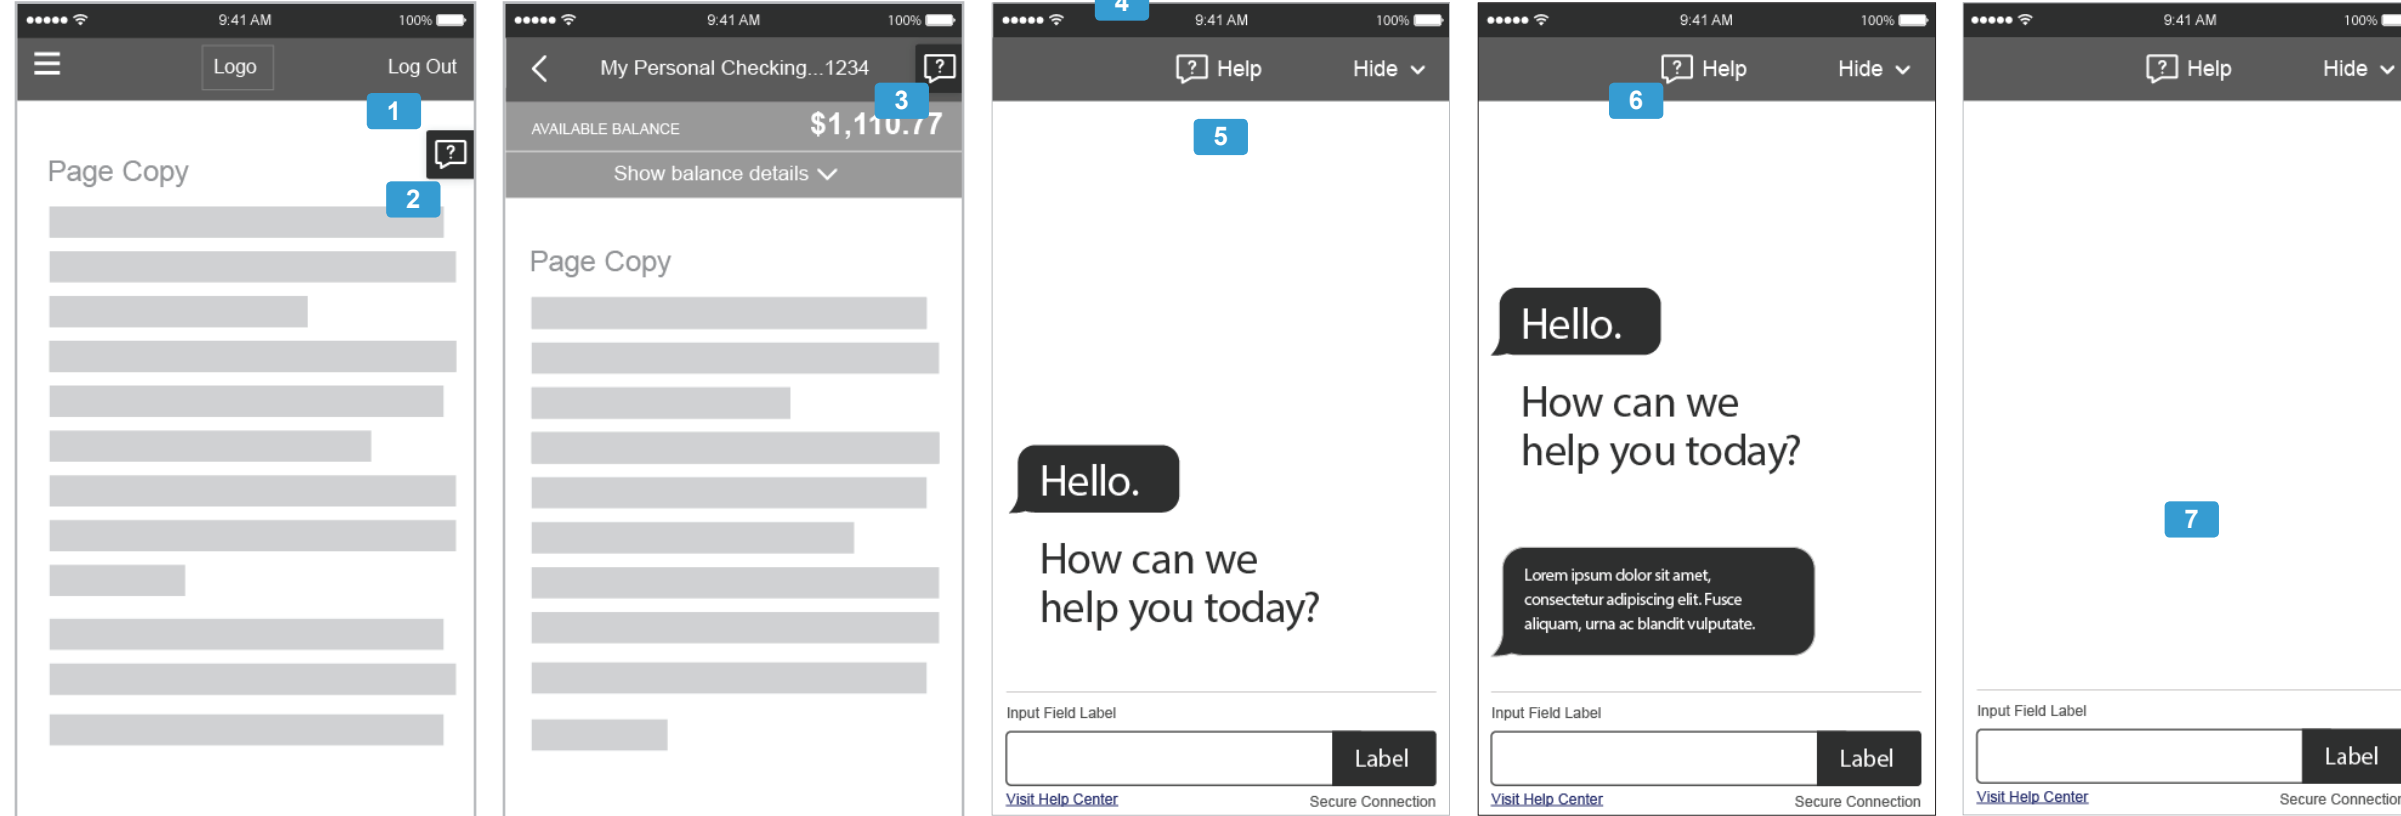 9:41 AM 100%
Logo Log Out
1
?
Page Copy
2
9:41 AM 100%
My Personal Checking...1234 ?
3
AVAILABLE BALANCE $1,110.77
Show balance details
Page Copy
4
9:41 AM 100%
? Help Hide
5
Hello.
How can we
help you today?
Input Field Label
Label
Visit Help Center Secure Connection
9:41 AM 100%
? Help Hide
6
Hello.
How can we
help you today?
Lorem ipsum dolor sit amet,
consectetur adipiscing elit. Fusce
aliquam, urna ac blandit vulputate.
Input Field Label
Label
Visit Help Center Secure Connection
9:41 AM 100%
? Help Hide
7
Input Field Label
Label
Visit Help Center Secure Connection